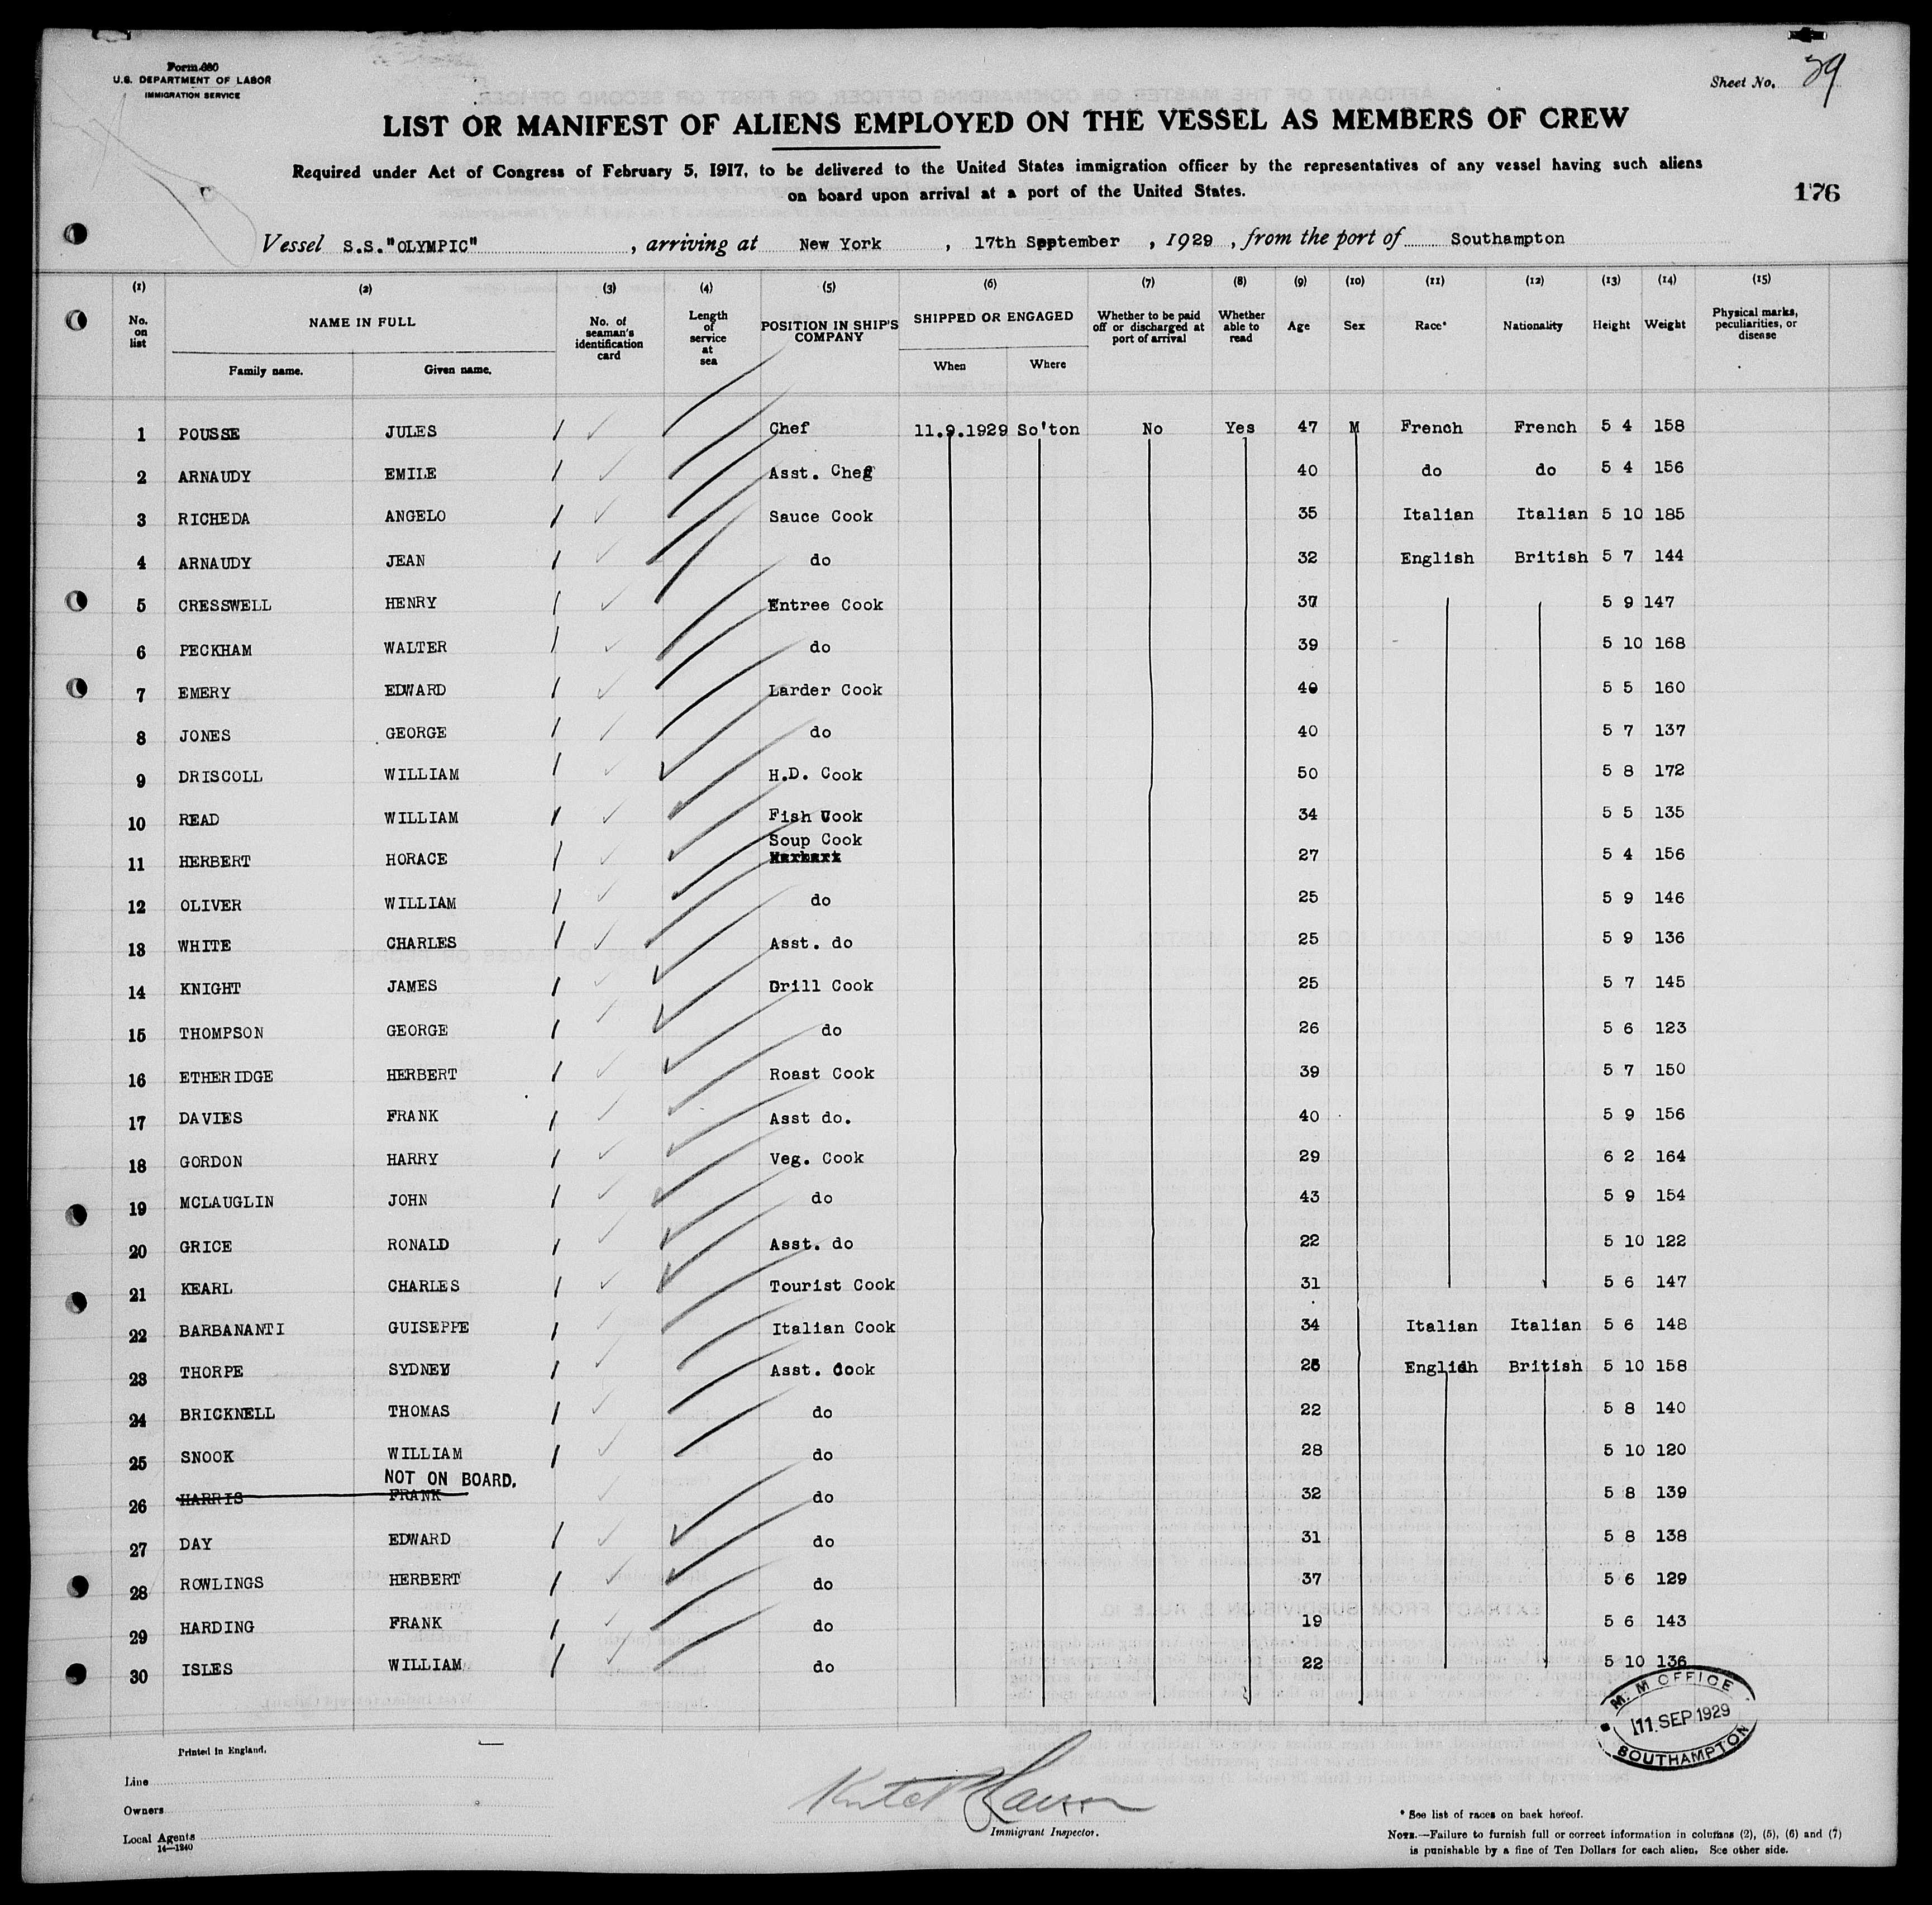 Form 680
U.S. DEPARTMENT OF LABOR
IMMIGRATION SERVICE
Sheet No. 39
LIST OR MANIFEST OF ALIENS EMPLOYED ON THE VESSEL AS MEMBERS OF CREW
Required under Act of Congress of February 5, 1917, to be delivered to the United States immigration officer by the representatives of any vessel having such aliens
on board upon arrival at a port of the United States.
176
Vessel S.S."OLYMPIC", arriving at New York, 17th September, 1929, from the port of Southampton
(1) (2) (3) (4) (5) (6) (7) (8) (9) (10) (11) (12) (13) (14) (15)
No. on list NAME IN FULL Family name. Given name. No. of seaman's identification card Length of service at sea POSITION IN SHIP'S COMPANY SHIPPED OR ENGAGED When Where Whether to be paid off or discharged at port of arrival Whether able to read Age Sex Race* Nationality Height Weight Physical marks, peculiarities, or disease
1 POUSSE JULES Chef 11.9.1929 So'ton No Yes 47 M French French 5 4 158
2 ARNAUDY EMILE Asst. Chef 40 do do 5 4 156
3 RICHEDA ANGELO Sauce Cook 35 Italian Italian 5 10 185
4 ARNAUDY JEAN do 32 English British 5 7 144
5 CRESSWELL HENRY Entree Cook 37 5 9 147
6 PECKHAM WALTER do 39 5 10 168
7 EMERY EDWARD Larder Cook 40 5 5 160
8 JONES GEORGE do 40 5 7 137
9 DRISCOLL WILLIAM H.D. Cook 50 5 8 172
10 READ WILLIAM Fish Cook 34 5 5 135
11 HERBERT HORACE Soup Cook 27 5 4 156
12 OLIVER WILLIAM do 25 5 9 146
13 WHITE CHARLES Asst. do 25 5 9 136
14 KNIGHT JAMES Grill Cook 25 5 7 145
15 THOMPSON GEORGE do 26 5 6 123
16 ETHERIDGE HERBERT Roast Cook 39 5 7 150
17 DAVIES FRANK Asst do. 40 5 9 156
18 GORDON HARRY Veg. Cook 29 6 2 164
19 MCLAUGLIN JOHN do 43 5 9 154
20 GRICE RONALD Asst. do 22 5 10 122
21 KEARL CHARLES Tourist Cook 31 5 6 147
22 BARBANANTI GUISEPPE Italian Cook 34 Italian Italian 5 6 148
23 THORPE SYDNEY Asst. Cook English British 5 10 158
24 BRICKNELL THOMAS do 22 5 8 140
25 SNOOK WILLIAM do 28 5 10 120
NOT ON BOARD.
26 HARRIS FRANK do 32 5 8 139
27 DAY EDWARD do 31 5 8 138
28 ROWLINGS HERBERT do 37 5 6 129
29 HARDING FRANK do 19 5 6 143
30 ISLES WILLIAM do 22 5 10 136
M. M OFFICE
11. SEP 1929
SOUTHAMPTON
Printed in England.
Line
Owners
Local Agents
14—1240
Immigrant Inspector.
* See list of races on back hereof.
NOTE.—Failure to furnish full or correct information in columns (2), (5), (6) and (7)
is punishable by a fine of Ten Dollars for each alien. See other side.